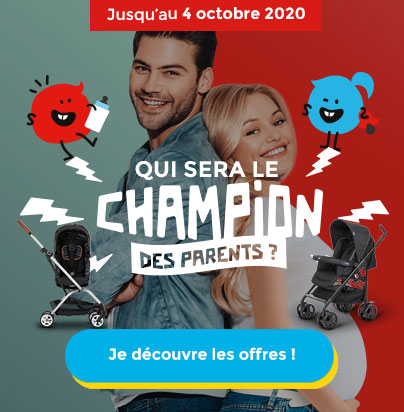 Jusqu'au 4 octobre 2020
QUI SERA LE
CHAMPION
DES PARENTS ?
Je découvre les offres !